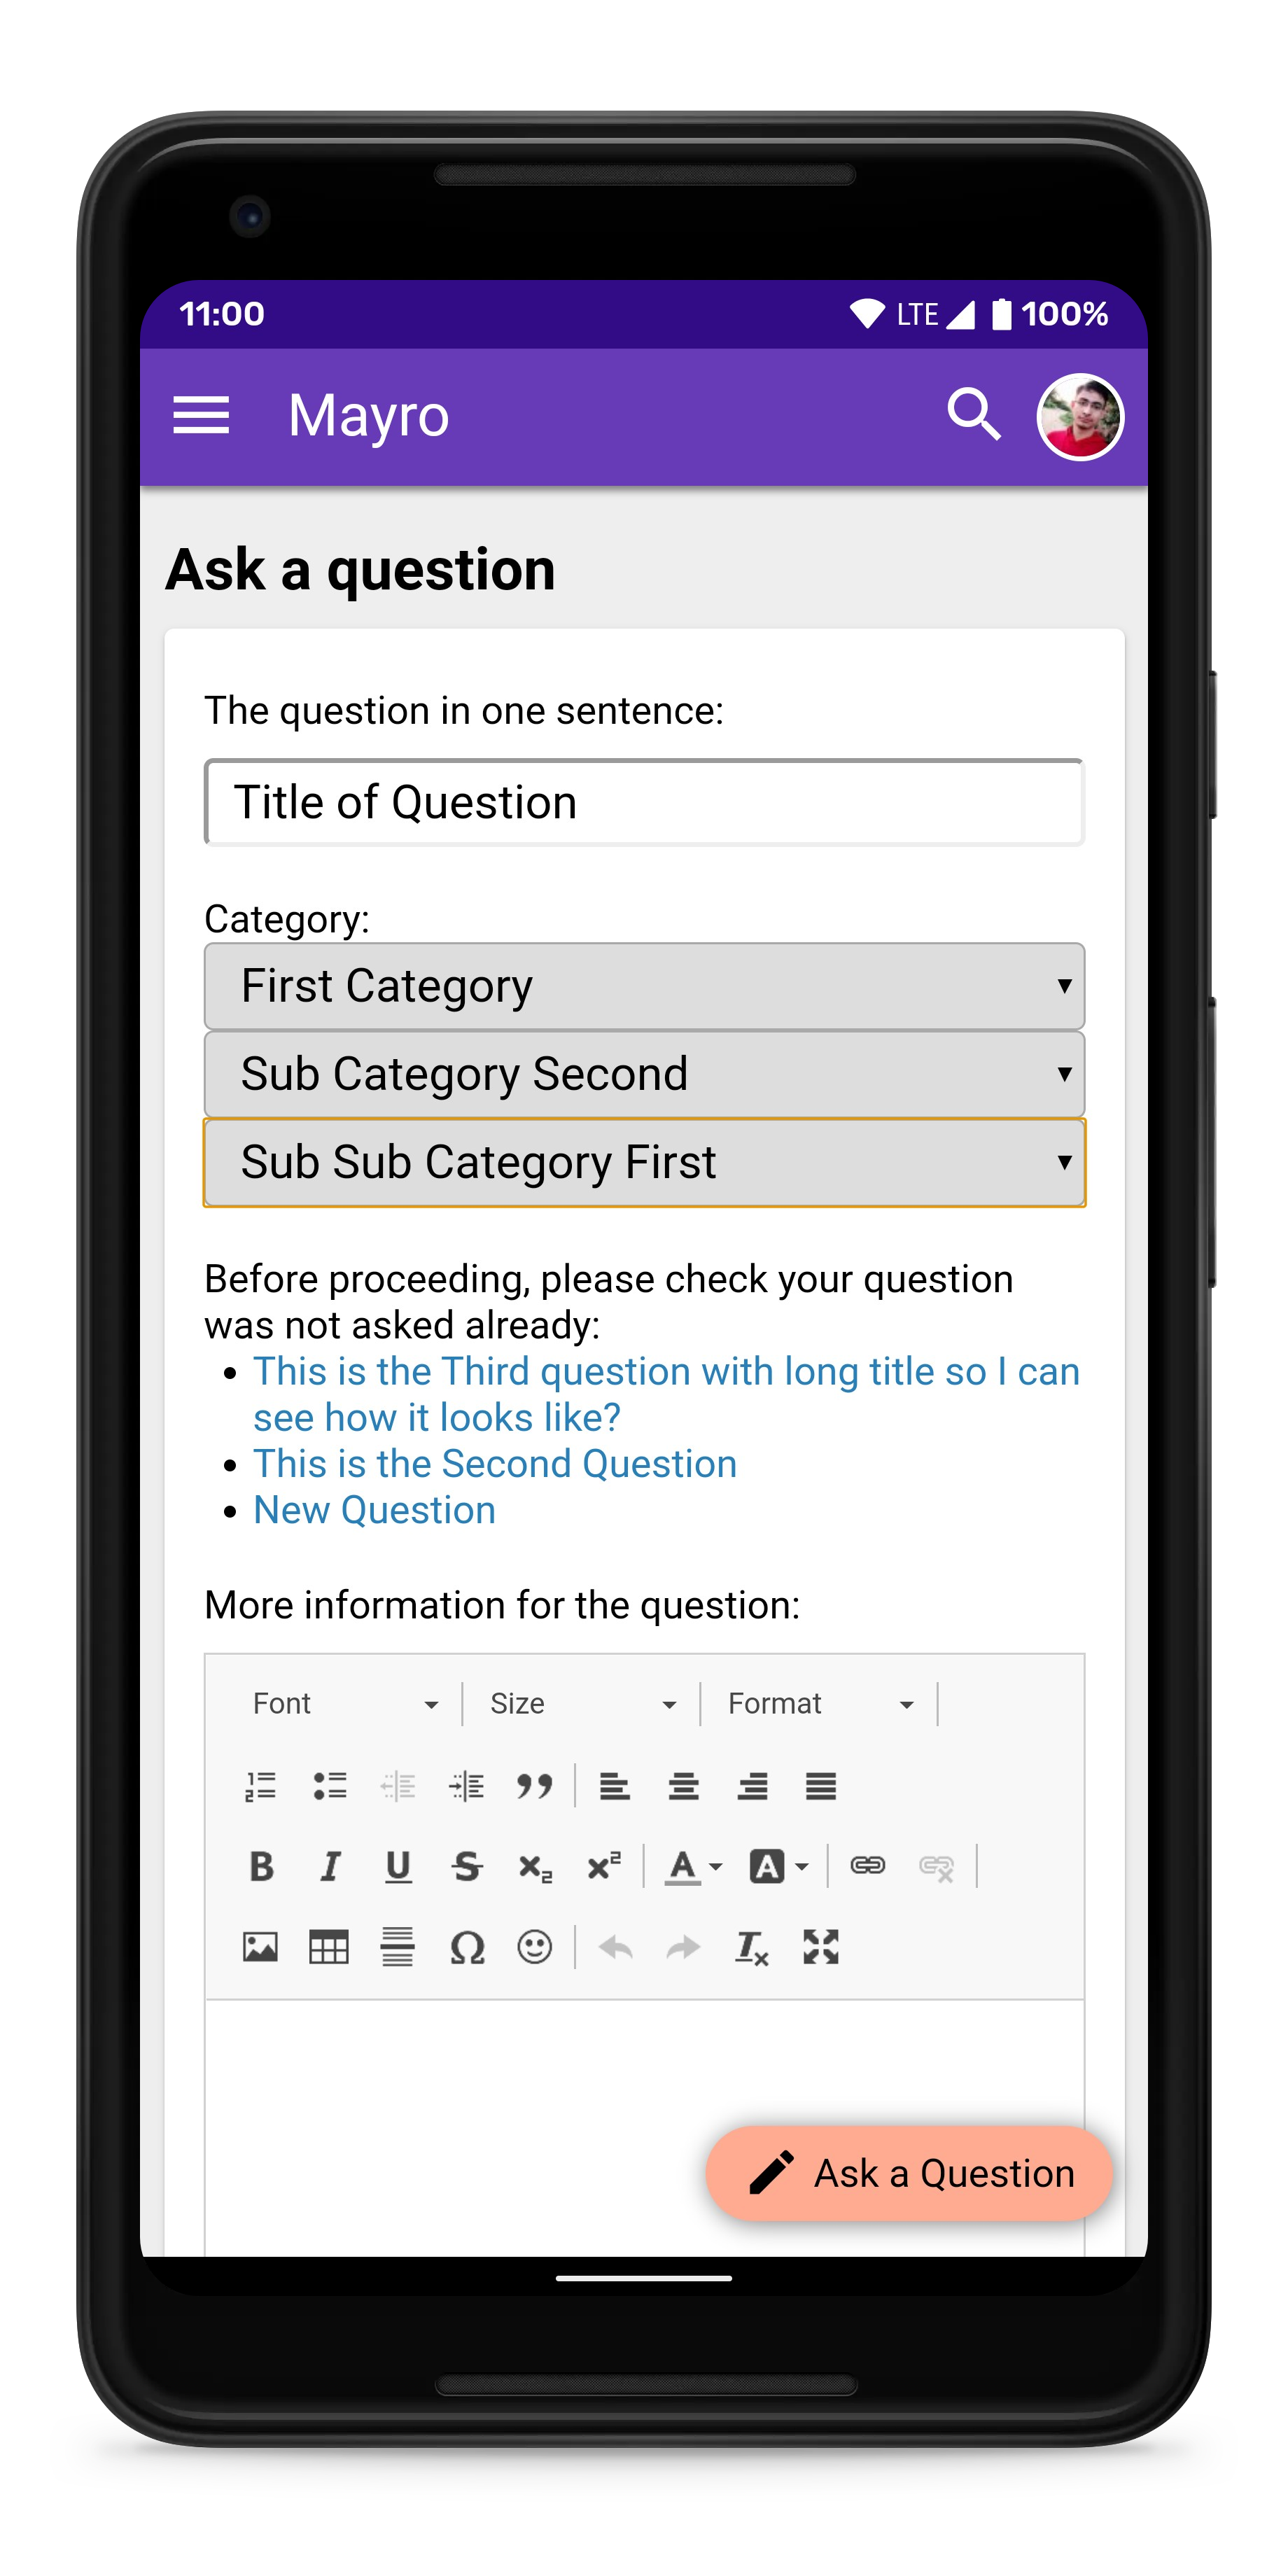 11:00 LTE 100%
Mayro
Ask a question
The question in one sentence:
Title of Question
Category:
First Category
Sub Category Second
Sub Sub Category First
Before proceeding, please check your question
was not asked already:
This is the Third question with long title so I can
see how it looks like?
This is the Second Question
New Question
More information for the question:
Font Size Format
Ask a Question